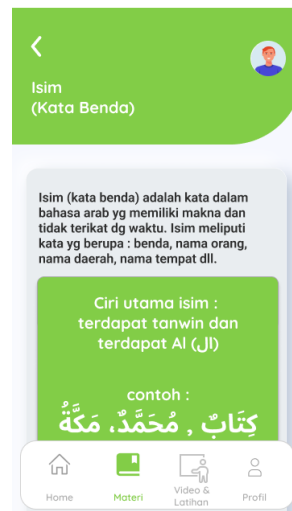 Isim
(Kata Benda)
Isim (kata benda) adalah kata dalam
bahasa arab yg memiliki makna dan
tidak terikat dg waktu. Isim meliputi
kata yg berupa : benda, nama orang,
nama daerah, nama tempat dll.
Ciri utama isim :
terdapat tanwin dan
terdapat Al (ال)
contoh :
كِتَابٌ , مُحَمَّدٌ، مَكَّةُ
Home
Materi
Video &
Latihan
Profil